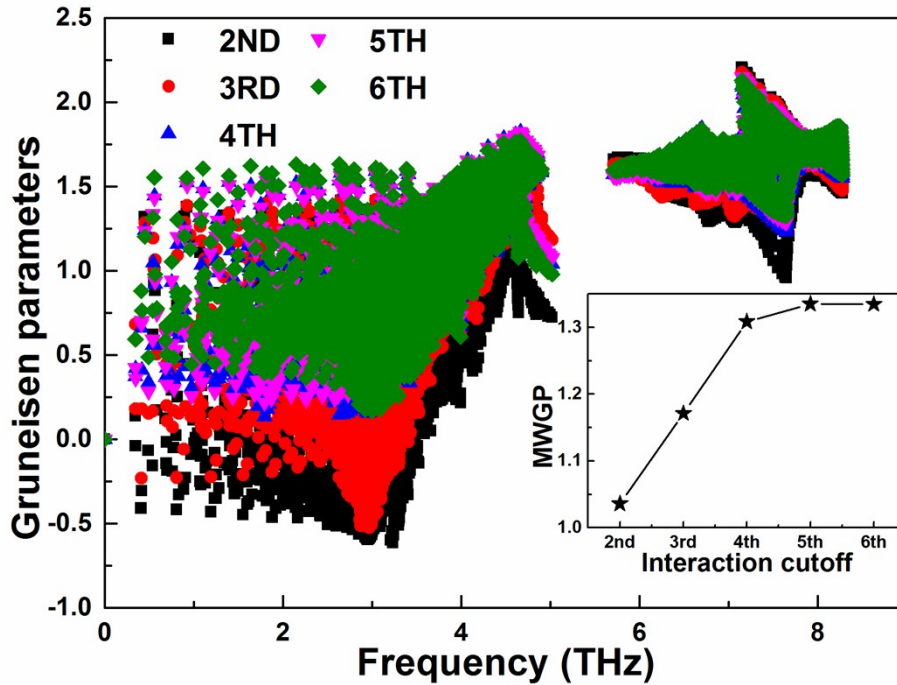 2.5
2.0
1.5
1.0
0.5
0.0
-0.5
-1.0
Gruneisen parameters
2ND
5TH
3RD
6TH
4TH
1.3
1.2
1.1
1.0
MWGP
2nd 3rd 4th 5th 6th
Interaction cutoff
0 2 4 6 8
Frequency (THz)